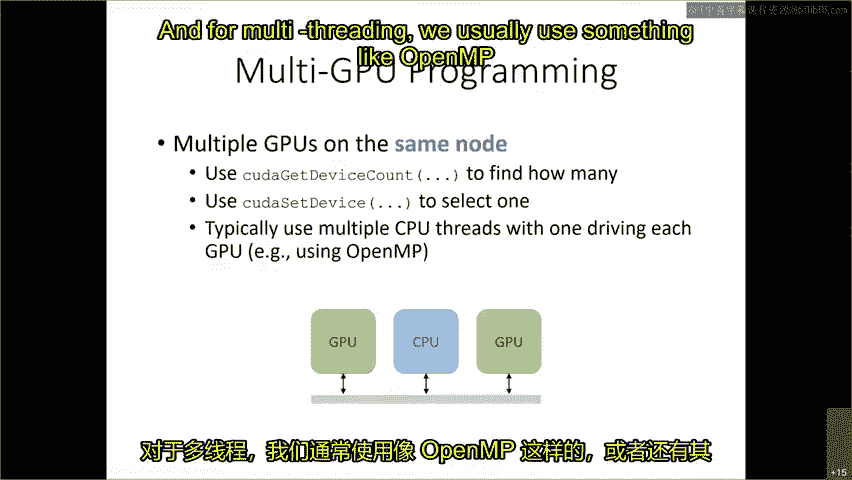 And for multi -threading, we usually use something
like OpenMP
Multi-GPU Programming
• Multiple GPUs on the same node
• Use cudaGetDeviceCount(...) to find how many
• Use cudaSetDevice(...) to select one
• Typically use multiple CPU threads with one driving each
GPU (e.g., using OpenMP)
GPU
CPU
GPU
对于多线程，我们通常使用像 OpenMP 这样的，或者还有其
+15